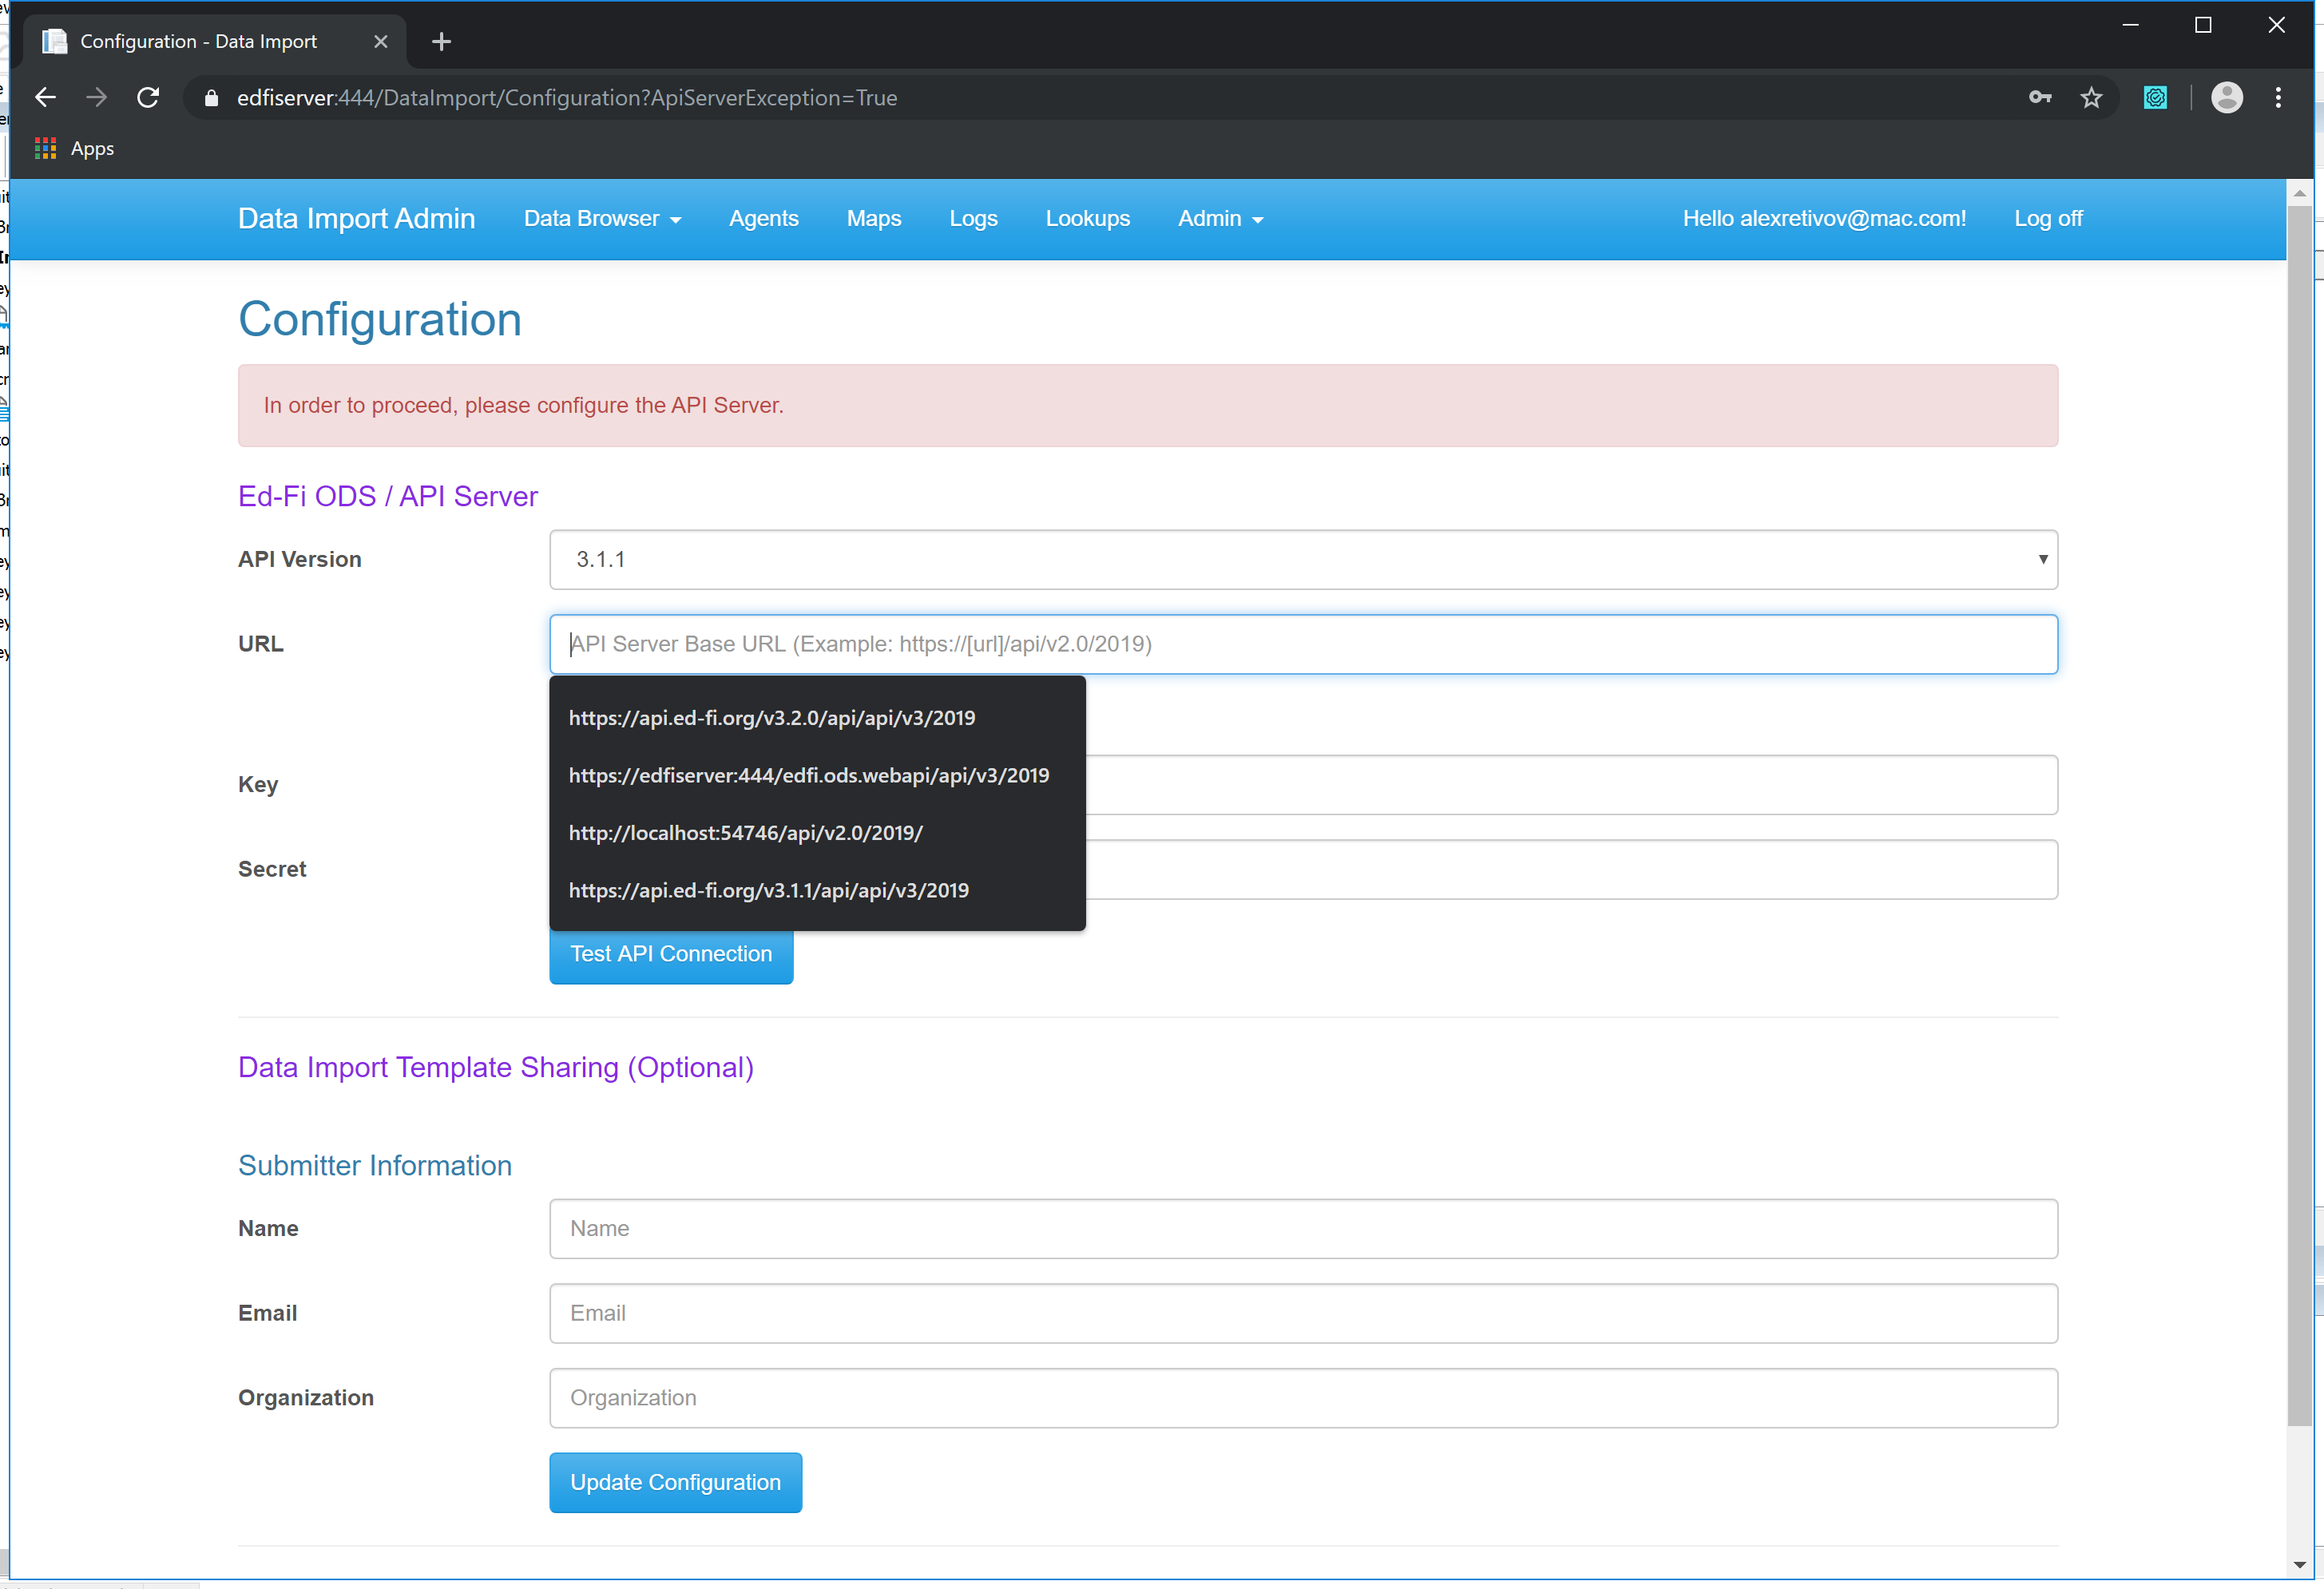 Configuration - Data Import
edfiserver:444/DataImport/Configuration?ApiServerException=True
Apps
Data Import Admin Data Browser Agents Maps Logs Lookups Admin Hello alexretivov@mac.com! Log off
Configuration
In order to proceed, please configure the API Server.
Ed-Fi ODS / API Server
API Version 3.1.1
URL API Server Base URL (Example: https://[url]/api/v2.0/2019)
https://api.ed-fi.org/v3.2.0/api/api/v3/2019
https://edfiserver:444/edfi.ods.webapi/api/v3/2019
Key
http://localhost:54746/api/v2.0/2019/
Secret
https://api.ed-fi.org/v3.1.1/api/api/v3/2019
Test API Connection
Data Import Template Sharing (Optional)
Submitter Information
Name Name
Email Email
Organization Organization
Update Configuration